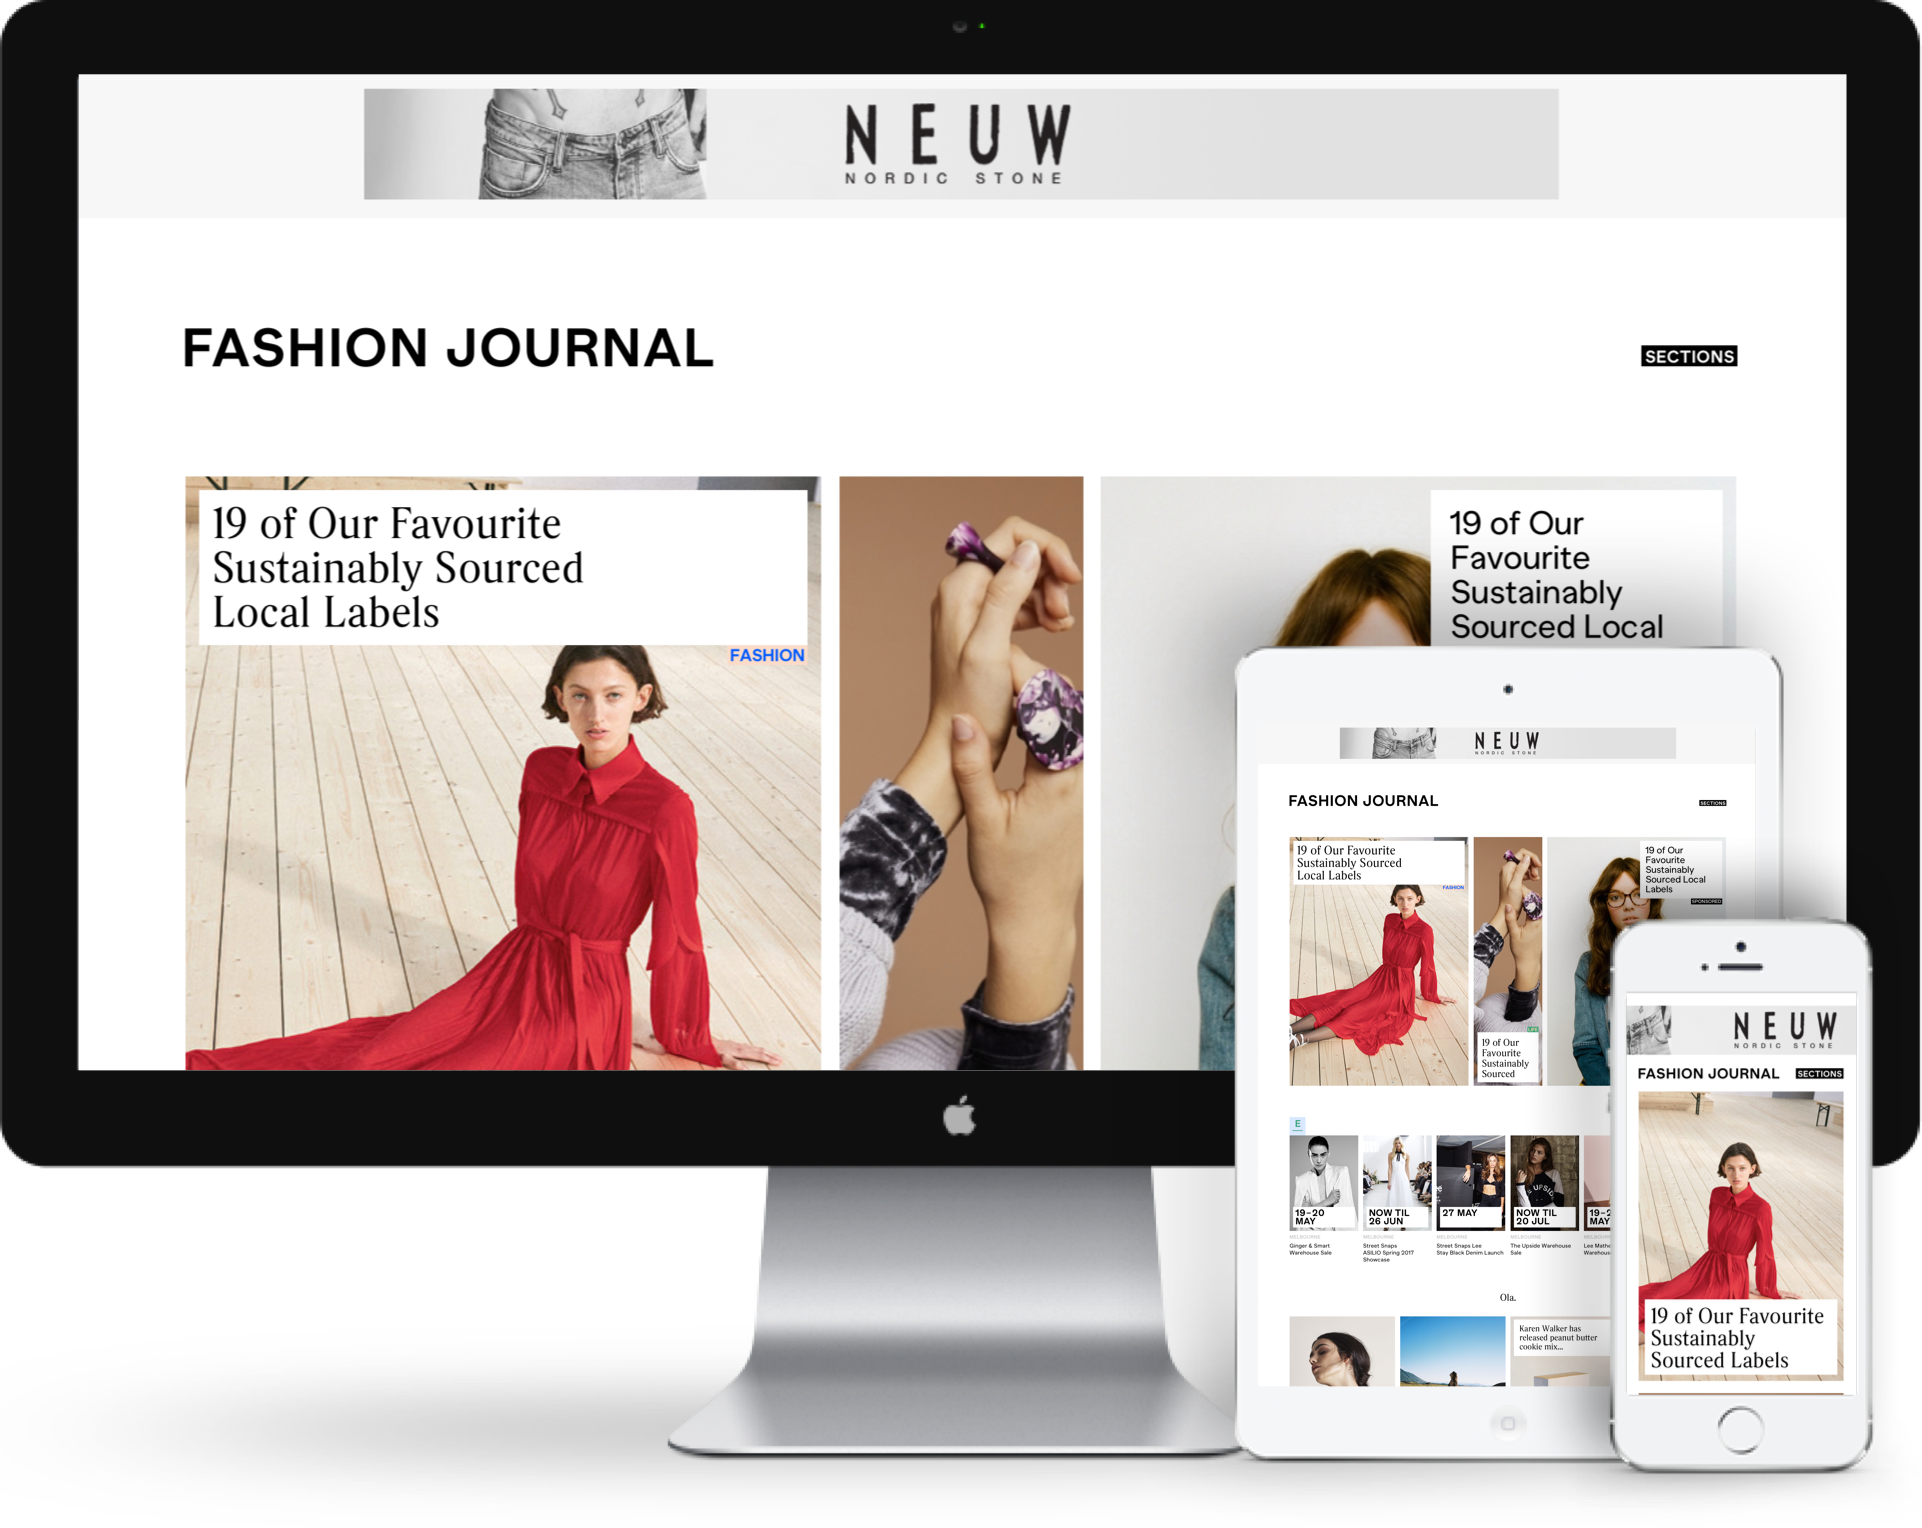 NEUW
NORDIC STONE
FASHION JOURNAL
SECTIONS
19 of Our Favourite
Sustainably Sourced
Local Labels
FASHION
19 of Our
Favourite
Sustainably
Sourced Local
NEUW
NORDIC STONE
FASHION JOURNAL
SECTIONS
19 of Our Favourite
Sustainably Sourced
Local Labels
FASHION
LIFE
19 of Our
Favourite
Sustainably
Sourced
19 of Our
Favourite
Sustainably
Sourced Local
Labels
SPONSORED
E
19–20
MAY
MELBOURNE
Ginger & Smart
Warehouse Sale
NOW TIL
26 JUN
MELBOURNE
Street Snaps
ASILIO Spring 2017
Showcase
27 MAY
MELBOURNE
Street Snaps Lee
Stay Black Denim Launch
UPSID
NOW TIL
20 JUL
MELBOURNE
The Upside Warehouse
Sale
19–2
MAY
MELBOUR
Lee Mathe
Warehous
Ola.
Karen Walker has
released peanut butter
cookie mix...
NEUW
NORDIC STONE
FASHION JOURNAL
SECTIONS
19 of Our Favourite
Sustainably
Sourced Labels